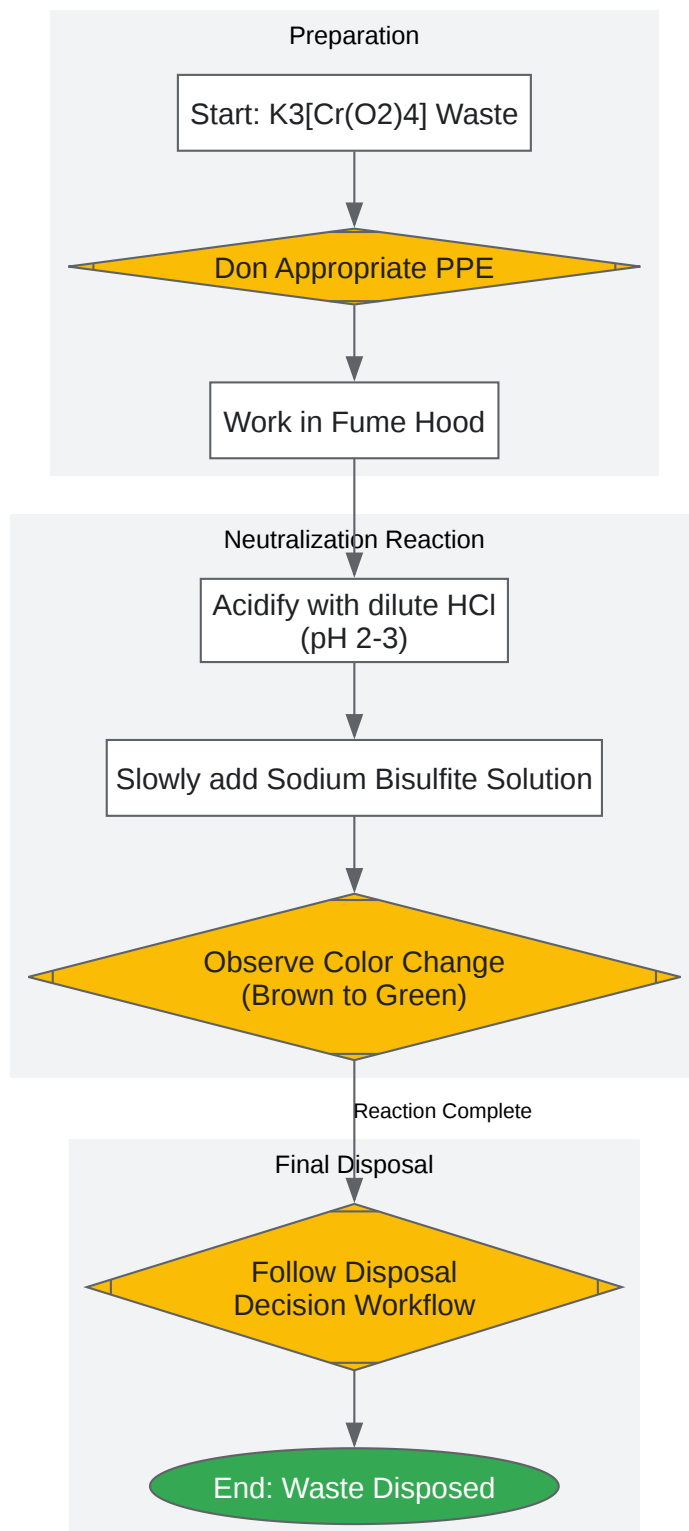 Preparation
Start: K3[Cr(O2)4] Waste
Don Appropriate PPE
Work in Fume Hood
Neutralization Reaction
Acidify with dilute HCl
(pH 2-3)
Slowly add Sodium Bisulfite Solution
Observe Color Change
(Brown to Green)
Reaction Complete
Final Disposal
Follow Disposal
Decision Workflow
End: Waste Disposed